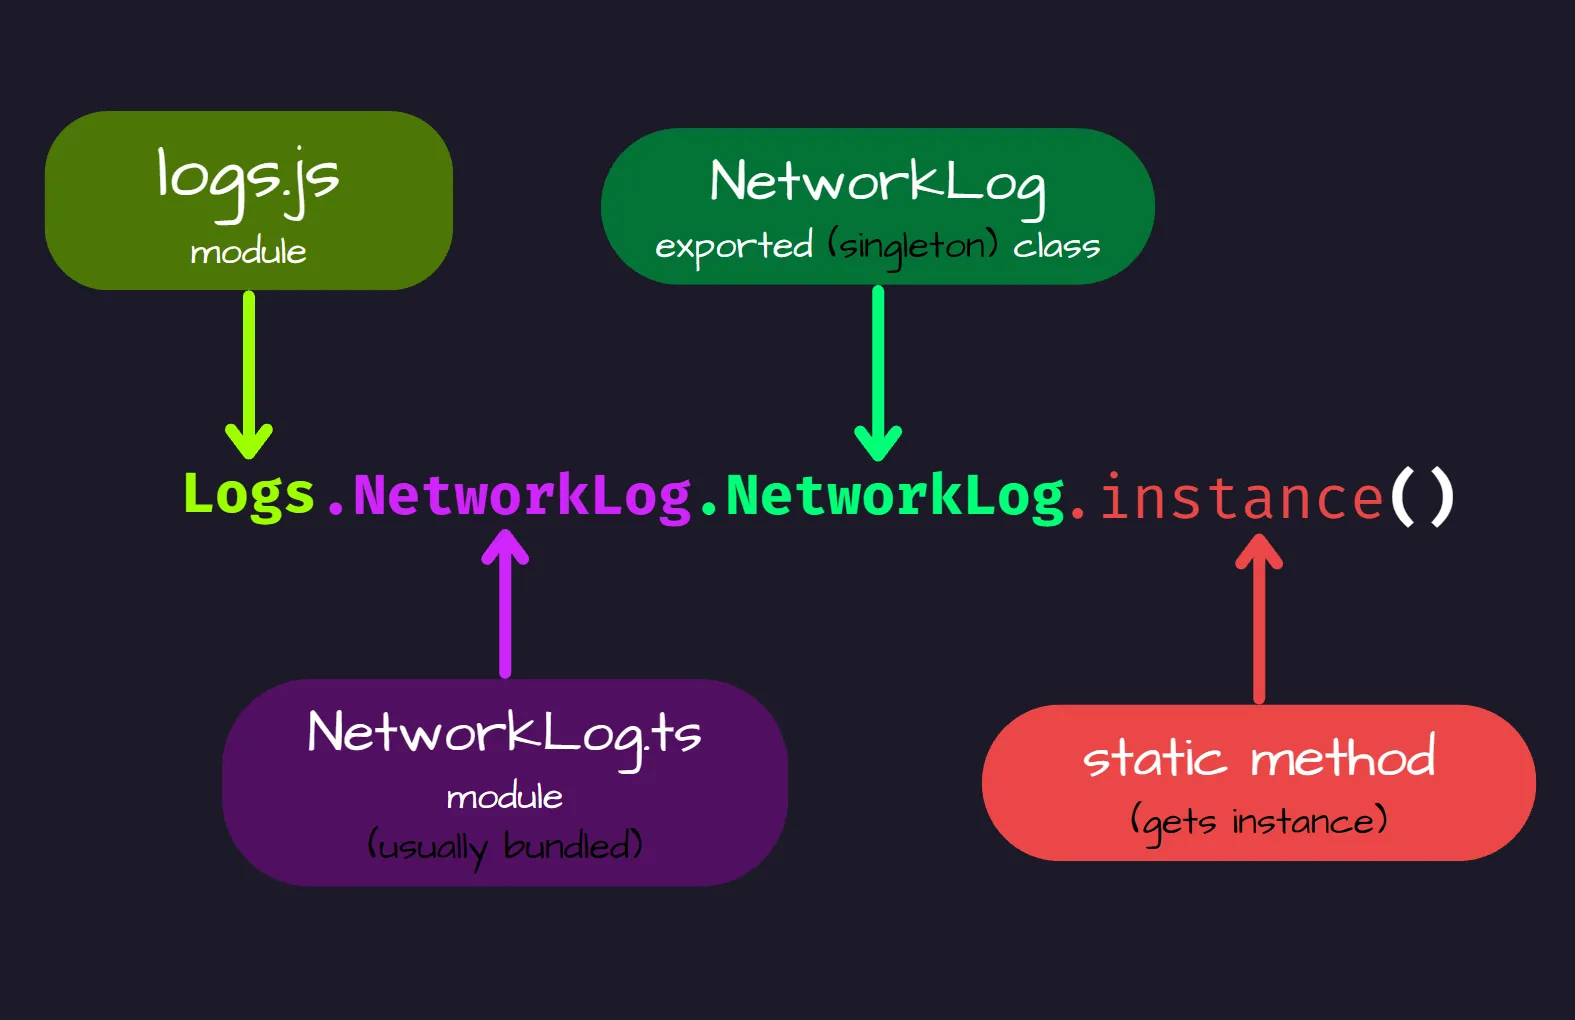 logs.js
module
NetworkLog
exported (singleton) class
Logs.NetworkLog.NetworkLog.instance()
NetworkLog.ts
module
(usually bundled)
static method
(gets instance)